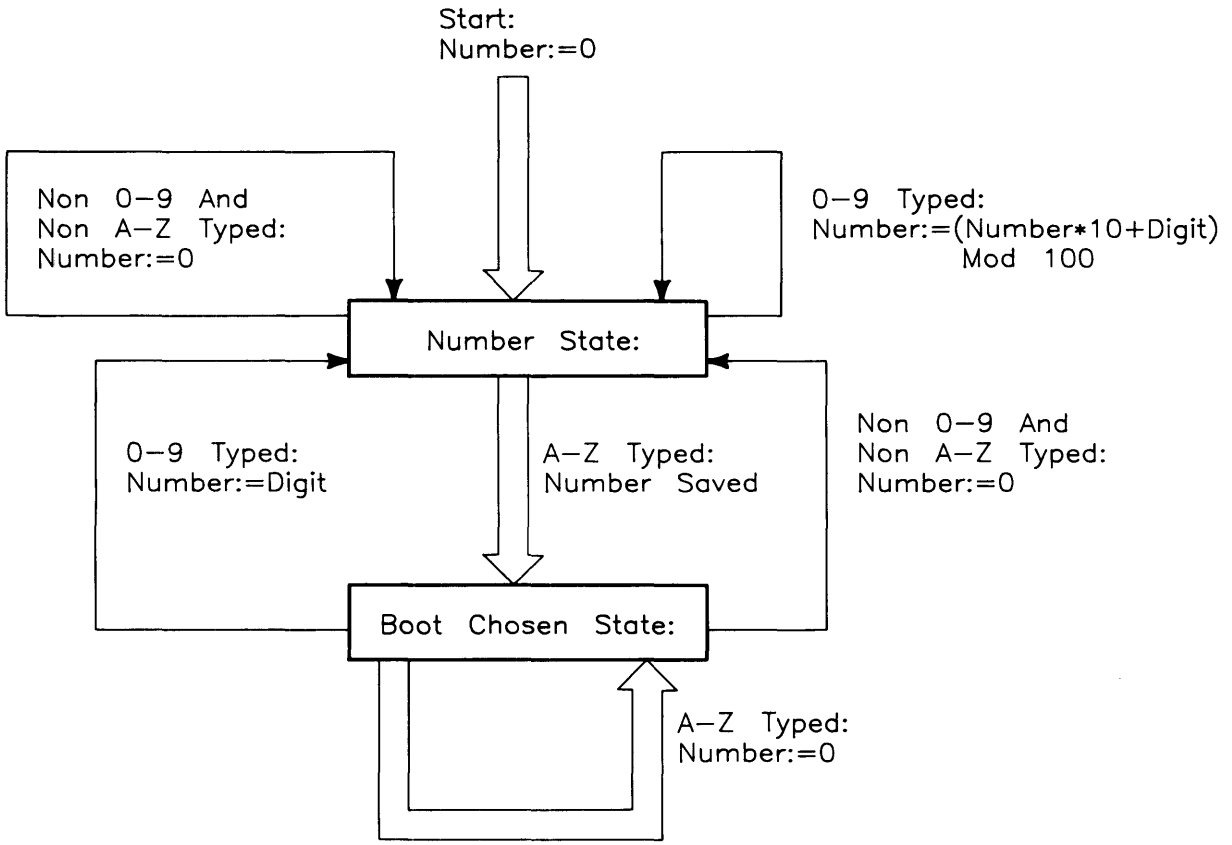 Start:
Number:=0
Non 0-9 And
Non A-Z Typed:
Number:=0
0-9 Typed:
Number:=(Number*10+Digit)
Mod 100
Number State:
0-9 Typed:
Number:=Digit
A-Z Typed:
Number Saved
Non 0-9 And
Non A-Z Typed:
Number:=0
Boot Chosen State:
A-Z Typed:
Number:=0